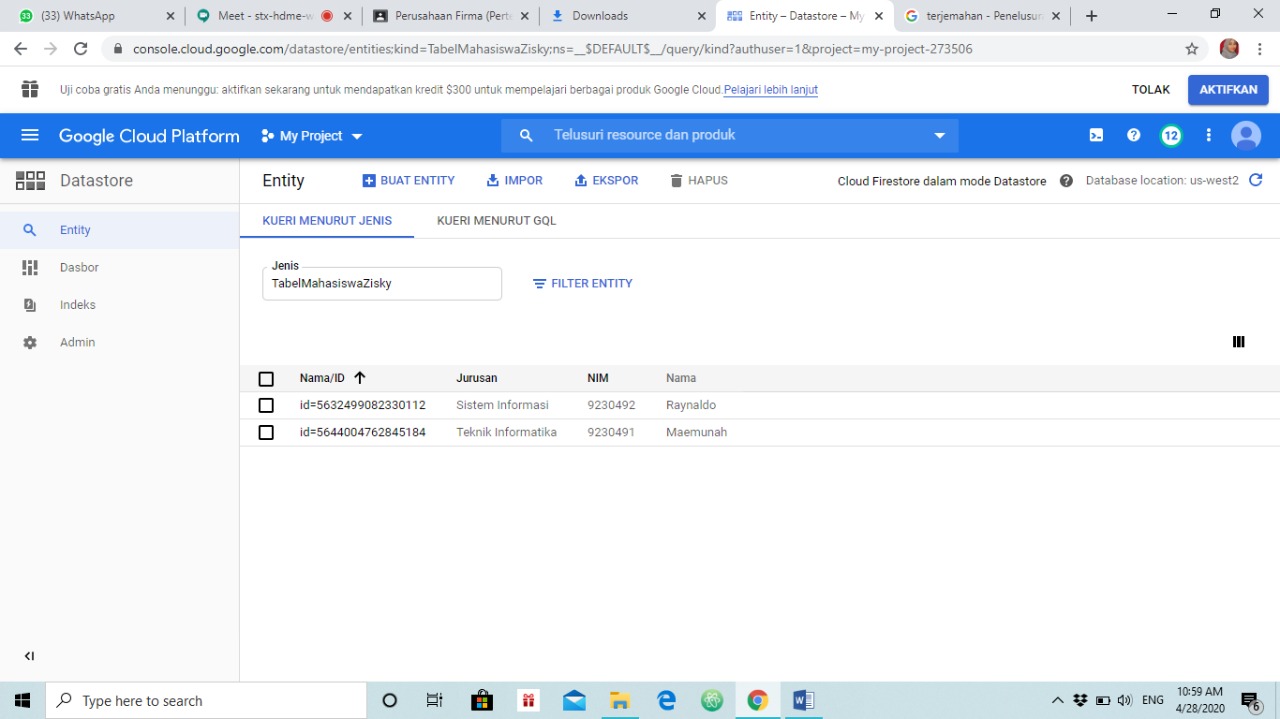 (33) WhatsApp
Meet - stx-hdms-w
Perusahaan Firma (Perte
Downloads
Entity – Datastore – My
terjemahan - Penelusur
console.cloud.google.com/datastore/entities;kind=TabelMahasiswaZisky;ns=__$DEFAULT$__/query/kind?authuser=1&project=my-project-273506
Uji coba gratis Anda menunggu: aktifkan sekarang untuk mendapatkan kredit $300 untuk mempelajari berbagai produk Google Cloud. Pelajari lebih lanjut
TOLAK
AKTIFKAN
Google Cloud Platform
My Project
Telusuri resource dan produk
12
Datastore
Entity
BUAT ENTITY
IMPOR
EKSPOR
HAPUS
Cloud Firestore dalam mode Datastore
Database location: us-west2
Entity
Dasbor
Indeks
Admin
KUERI MENURUT JENIS
KUERI MENURUT GQL
Jenis
TabelMahasiswaZisky
FILTER ENTITY
Nama/ID Jurusan NIM Nama
id=5632499082330112 Sistem Informasi 9230492 Raynaldo
id=5644004762845184 Teknik Informatika 9230491 Maemunah
Type here to search
ENG
10:59 AM
4/28/2020
6